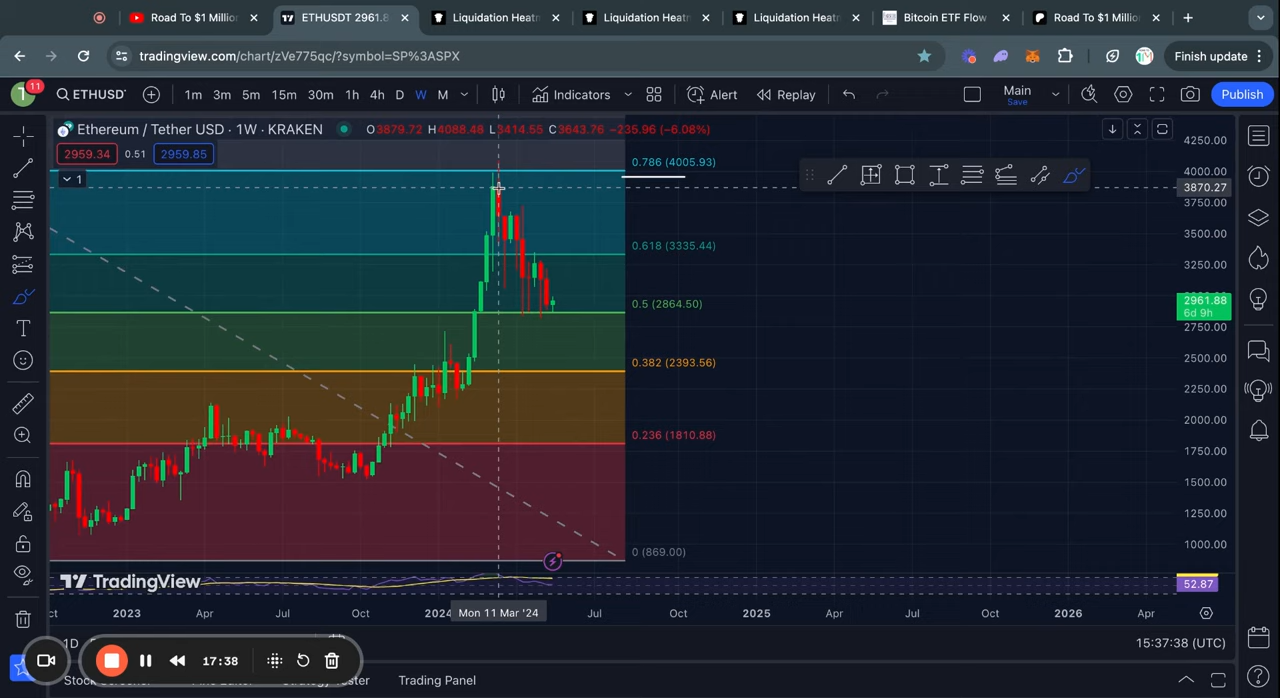 Road To $1 Million
ETHUSDT 2961.8
Liquidation Heatm
Liquidation Heatm
Liquidation Heatm
Bitcoin ETF Flow
Road To $1 Million
tradingview.com/chart/zVe775qc/?symbol=SP%3ASPX
Finish update
11
ETHUSDT
1m 3m 5m 15m 30m 1h 4h D W M
Indicators
Alert
Replay
Main
Save
Publish
Ethereum / Tether USD · 1W · KRAKEN
O3879.72 H4088.48 L3414.55 C3643.76 −235.96 (−6.08%)
2959.34 0.51 2959.85
1
0.786 (4005.93)
0.618 (3335.44)
0.5 (2864.50)
0.382 (2393.56)
0.236 (1810.88)
0 (869.00)
4250.00
4000.00
3870.27
3750.00
3500.00
3250.00
2961.88
6d 9h
2750.00
2500.00
2250.00
2000.00
1750.00
1500.00
1250.00
1000.00
52.87
TradingView
2023 Apr Jul Oct 2024 Mon 11 Mar '24 Jul Oct 2025 Apr Jul Oct 2026 Apr
1D
15:37:38 (UTC)
17:38
Trading Panel